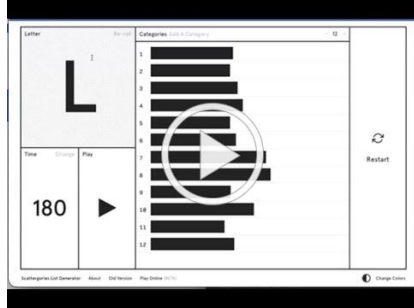 Letter Re-roll
L
Categories Add A Category 12
1
2
3
4
5
6
7
8
9
10
11
12
Time Change Play
180
Restart
Scattergories List Generator About Old Version Play Online
Change Colors